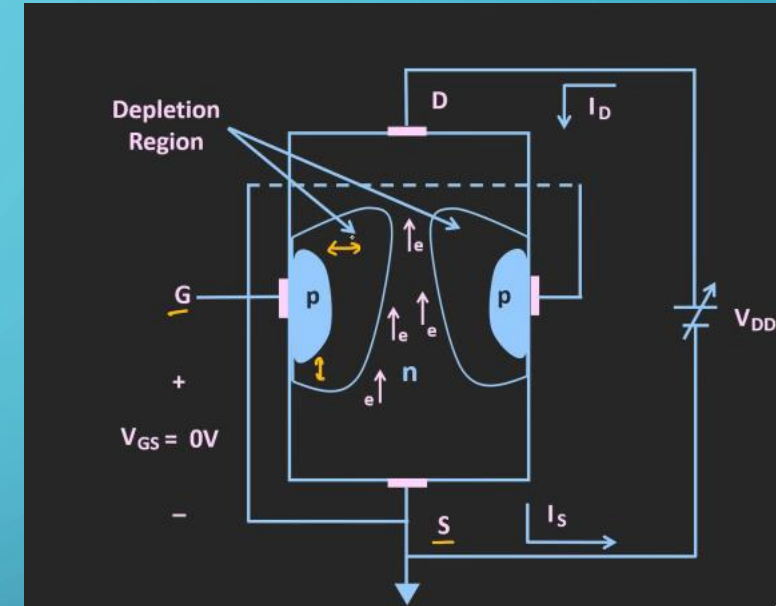 D
I_D
Depletion
Region
e
G
p
p
V_DD
e
e
n
e
+
V_GS = 0V
–
S
I_S